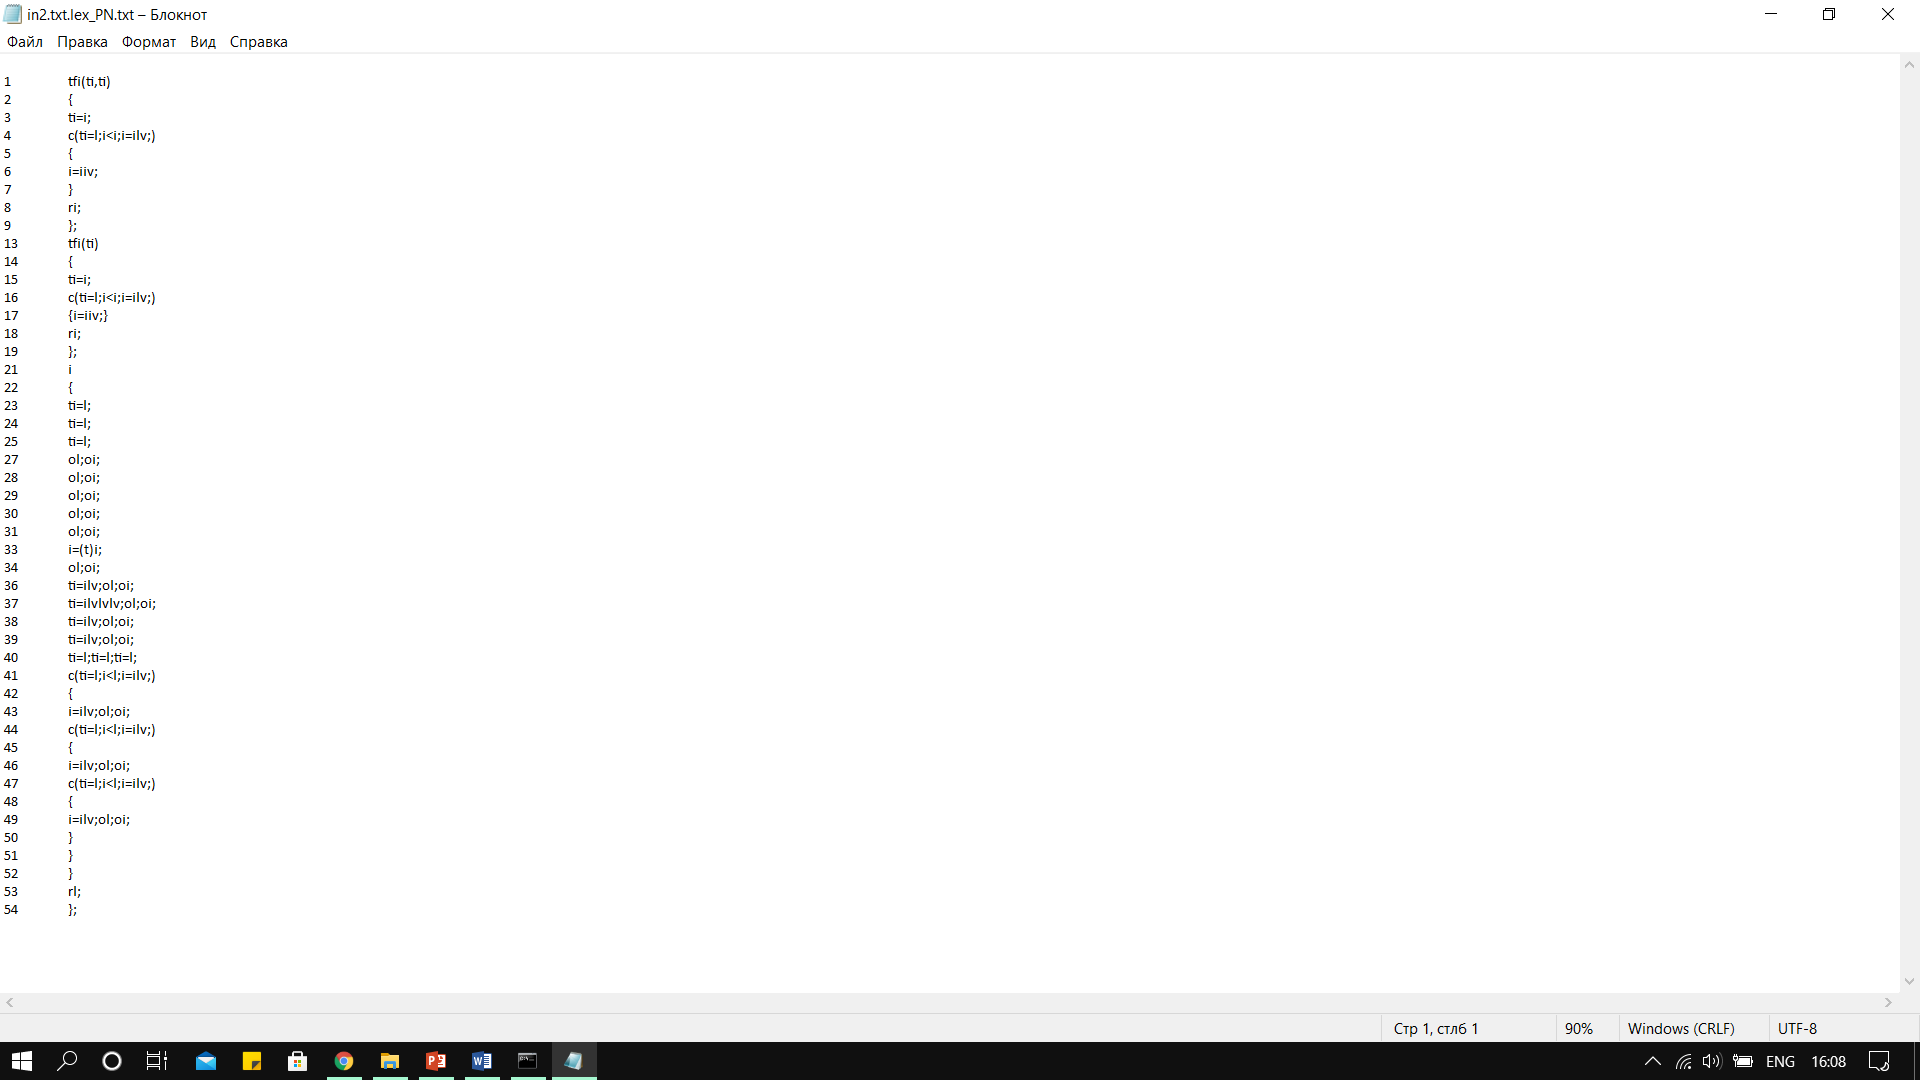 in2.txt.lex_PN.txt – Блокнот
Файл Правка Формат Вид Справка
1 tfi(ti,ti)
2 {
3 ti=i;
4 c(ti=l;i<i;i=ilv;)
5 {
6 i=iiv;
7 }
8 ri;
9 };
13 tfi(ti)
14 {
15 ti=i;
16 c(ti=l;i<i;i=ilv;)
17 {i=iiv;}
18 ri;
19 };
21 i
22 {
23 ti=l;
24 ti=l;
25 ti=l;
27 ol;oi;
28 ol;oi;
29 ol;oi;
30 ol;oi;
31 ol;oi;
33 i=(t)i;
34 ol;oi;
36 ti=ilv;ol;oi;
37 ti=ilvlvlv;ol;oi;
38 ti=ilv;ol;oi;
39 ti=ilv;ol;oi;
40 ti=l;ti=l;ti=l;
41 c(ti=l;i<l;i=ilv;)
42 {
43 i=ilv;ol;oi;
44 c(ti=l;i<l;i=ilv;)
45 {
46 i=ilv;ol;oi;
47 c(ti=l;i<l;i=ilv;)
48 {
49 i=ilv;ol;oi;
50 }
51 }
52 }
53 rl;
54 };
Стр 1, стлб 1 90% Windows (CRLF) UTF-8
ENG 16:08